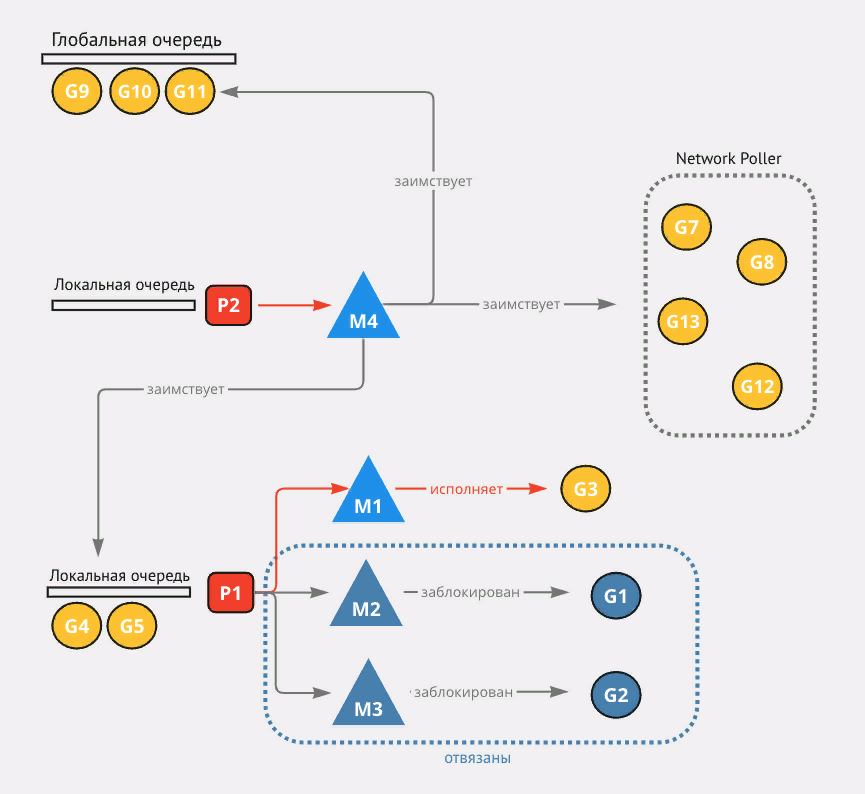 Глобальная очередь
G9 G10 G11
заимствует
Network Poller
G7
G8
Локальная очередь
P2
M4
заимствует
G13
G12
заимствует
M1
исполняет
G3
Локальная очередь
P1
M2
заблокирован
G1
G4 G5
M3
заблокирован
G2
отвязаны